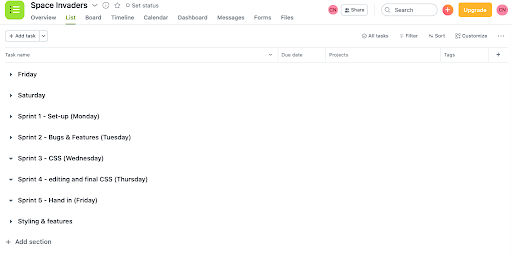 Space Invaders Set status
Overview List Board Timeline Calendar Dashboard Messages Forms Files
CN Share Search Upgrade CN
+ Add task All tasks Filter Sort Customize
Task name Due date Projects Tags +
Friday
Saturday
Sprint 1 - Set-up (Monday)
Sprint 2 - Bugs & Features (Tuesday)
Sprint 3 - CSS (Wednesday)
Sprint 4 - editing and final CSS (Thursday)
Sprint 5 - Hand in (Friday)
Styling & features
+ Add section